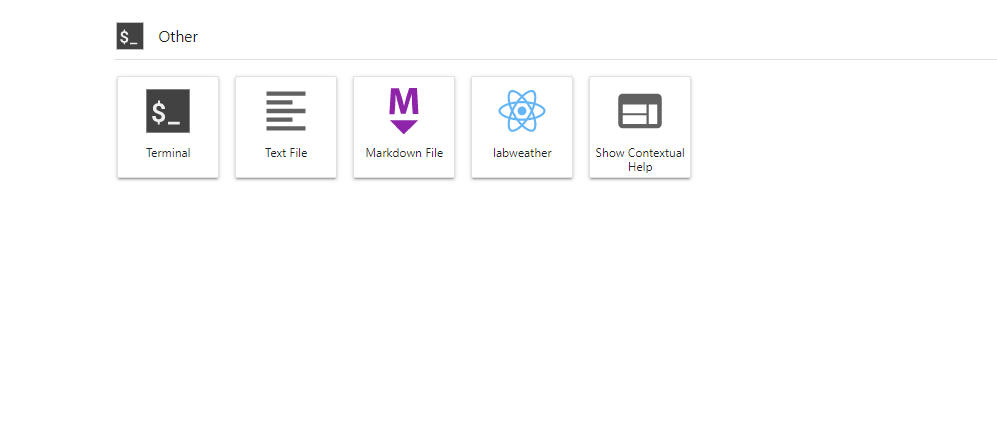 $_ Other
$_
M
Terminal
Text File
Markdown File
labweather
Show Contextual
Help